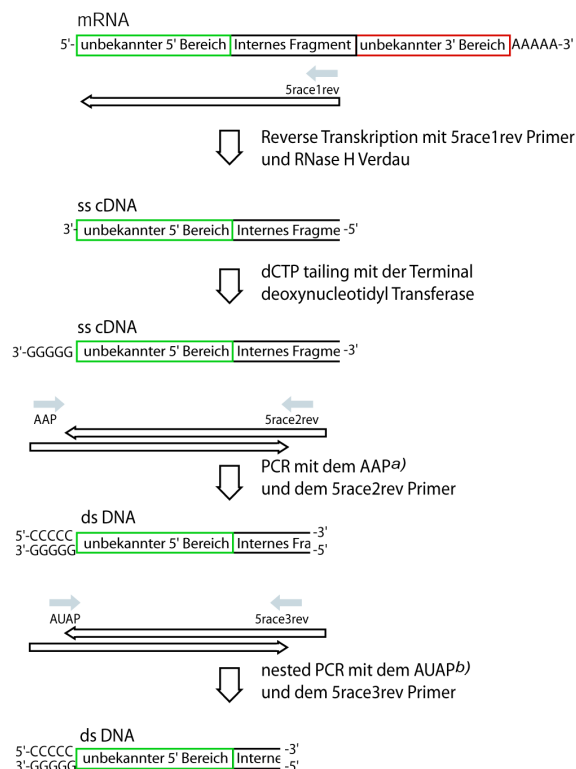 mRNA
5'- unbekannter 5' Bereich Internes Fragment unbekannter 3' Bereich AAAAA-3'
5race1rev
Reverse Transkription mit 5race1rev Primer
und RNase H Verdau
ss cDNA
3'- unbekannter 5' Bereich Internes Fragme -5'
dCTP tailing mit der Terminal
deoxynucleotidyl Transferase
ss cDNA
3'-GGGGG unbekannter 5' Bereich Internes Fragme -3'
AAP 5race2rev
PCR mit dem AAPa)
und dem 5race2rev Primer
ds DNA
5'-CCCCC -3'
3'-GGGGG unbekannter 5' Bereich Internes Fra -5'
AUAP 5race3rev
nested PCR mit dem AUAPb)
und dem 5race3rev Primer
ds DNA
5'-CCCCC -3'
3'-GGGGG unbekannter 5' Bereich Interne -5'